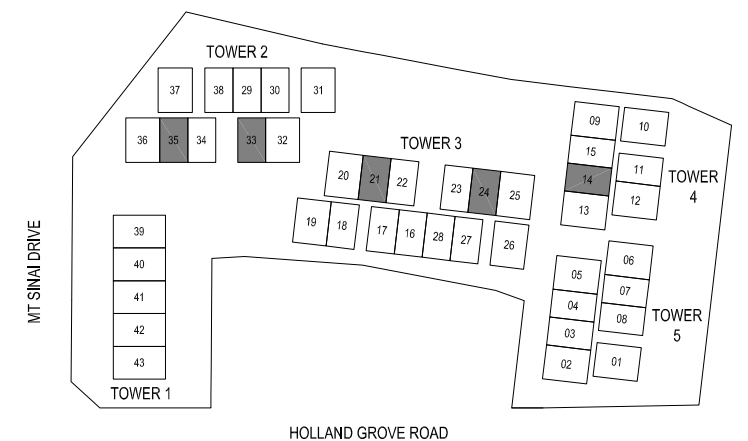 TOWER 2
37 38 29 30 31
36 35 34 33 32
TOWER 3
20 21 22 23 24 25
19 18 17 16 28 27 26
09 10
15
14
13
11
12
TOWER
4
39
40
41
42
43
TOWER 1
05
04
03
02
06
07
08
01
TOWER
5
MT SINAI DRIVE
HOLLAND GROVE ROAD